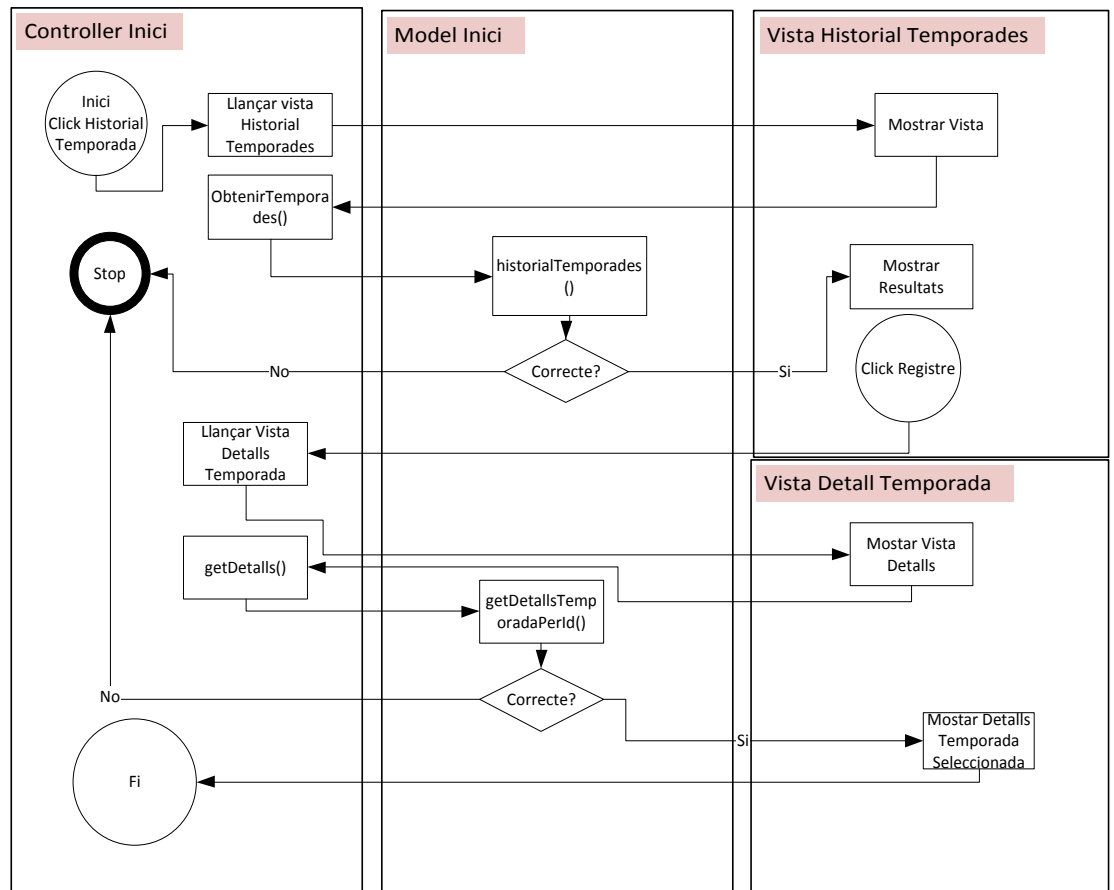 Controller Inici
Model Inici
Vista Historial Temporades
Inici
Click Historial
Temporada
Llançar vista
Historial
Temporades
Mostrar Vista
ObtenirTempora
des()
Stop
historialTemporades
()
Mostrar
Resultats
No
Correcte?
Si
Click Registre
Llançar Vista
Detalls
Temporada
Vista Detall Temporada
Mostar Vista
Detalls
getDetalls()
getDetallsTemp
oradaPerId()
No
Correcte?
Si
Mostar Detalls
Temporada
Seleccionada
Fi